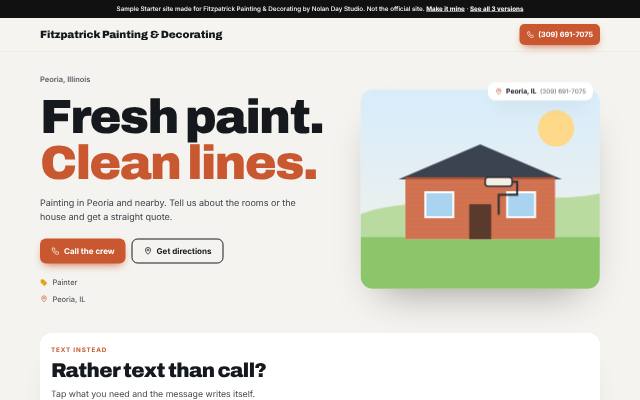 Sample Starter site made for Fitzpatrick Painting & Decorating by Nolan Day Studio. Not the official site. Make it mine · See all 3 versions
Fitzpatrick Painting & Decorating
(309) 691-7075
Peoria, Illinois
Fresh paint.
Clean lines.
Painting in Peoria and nearby. Tell us about the rooms or the
house and get a straight quote.
Call the crew
Get directions
Painter
Peoria, IL
Peoria, IL (309) 691-7075
TEXT INSTEAD
Rather text than call?
Tap what you need and the message writes itself.